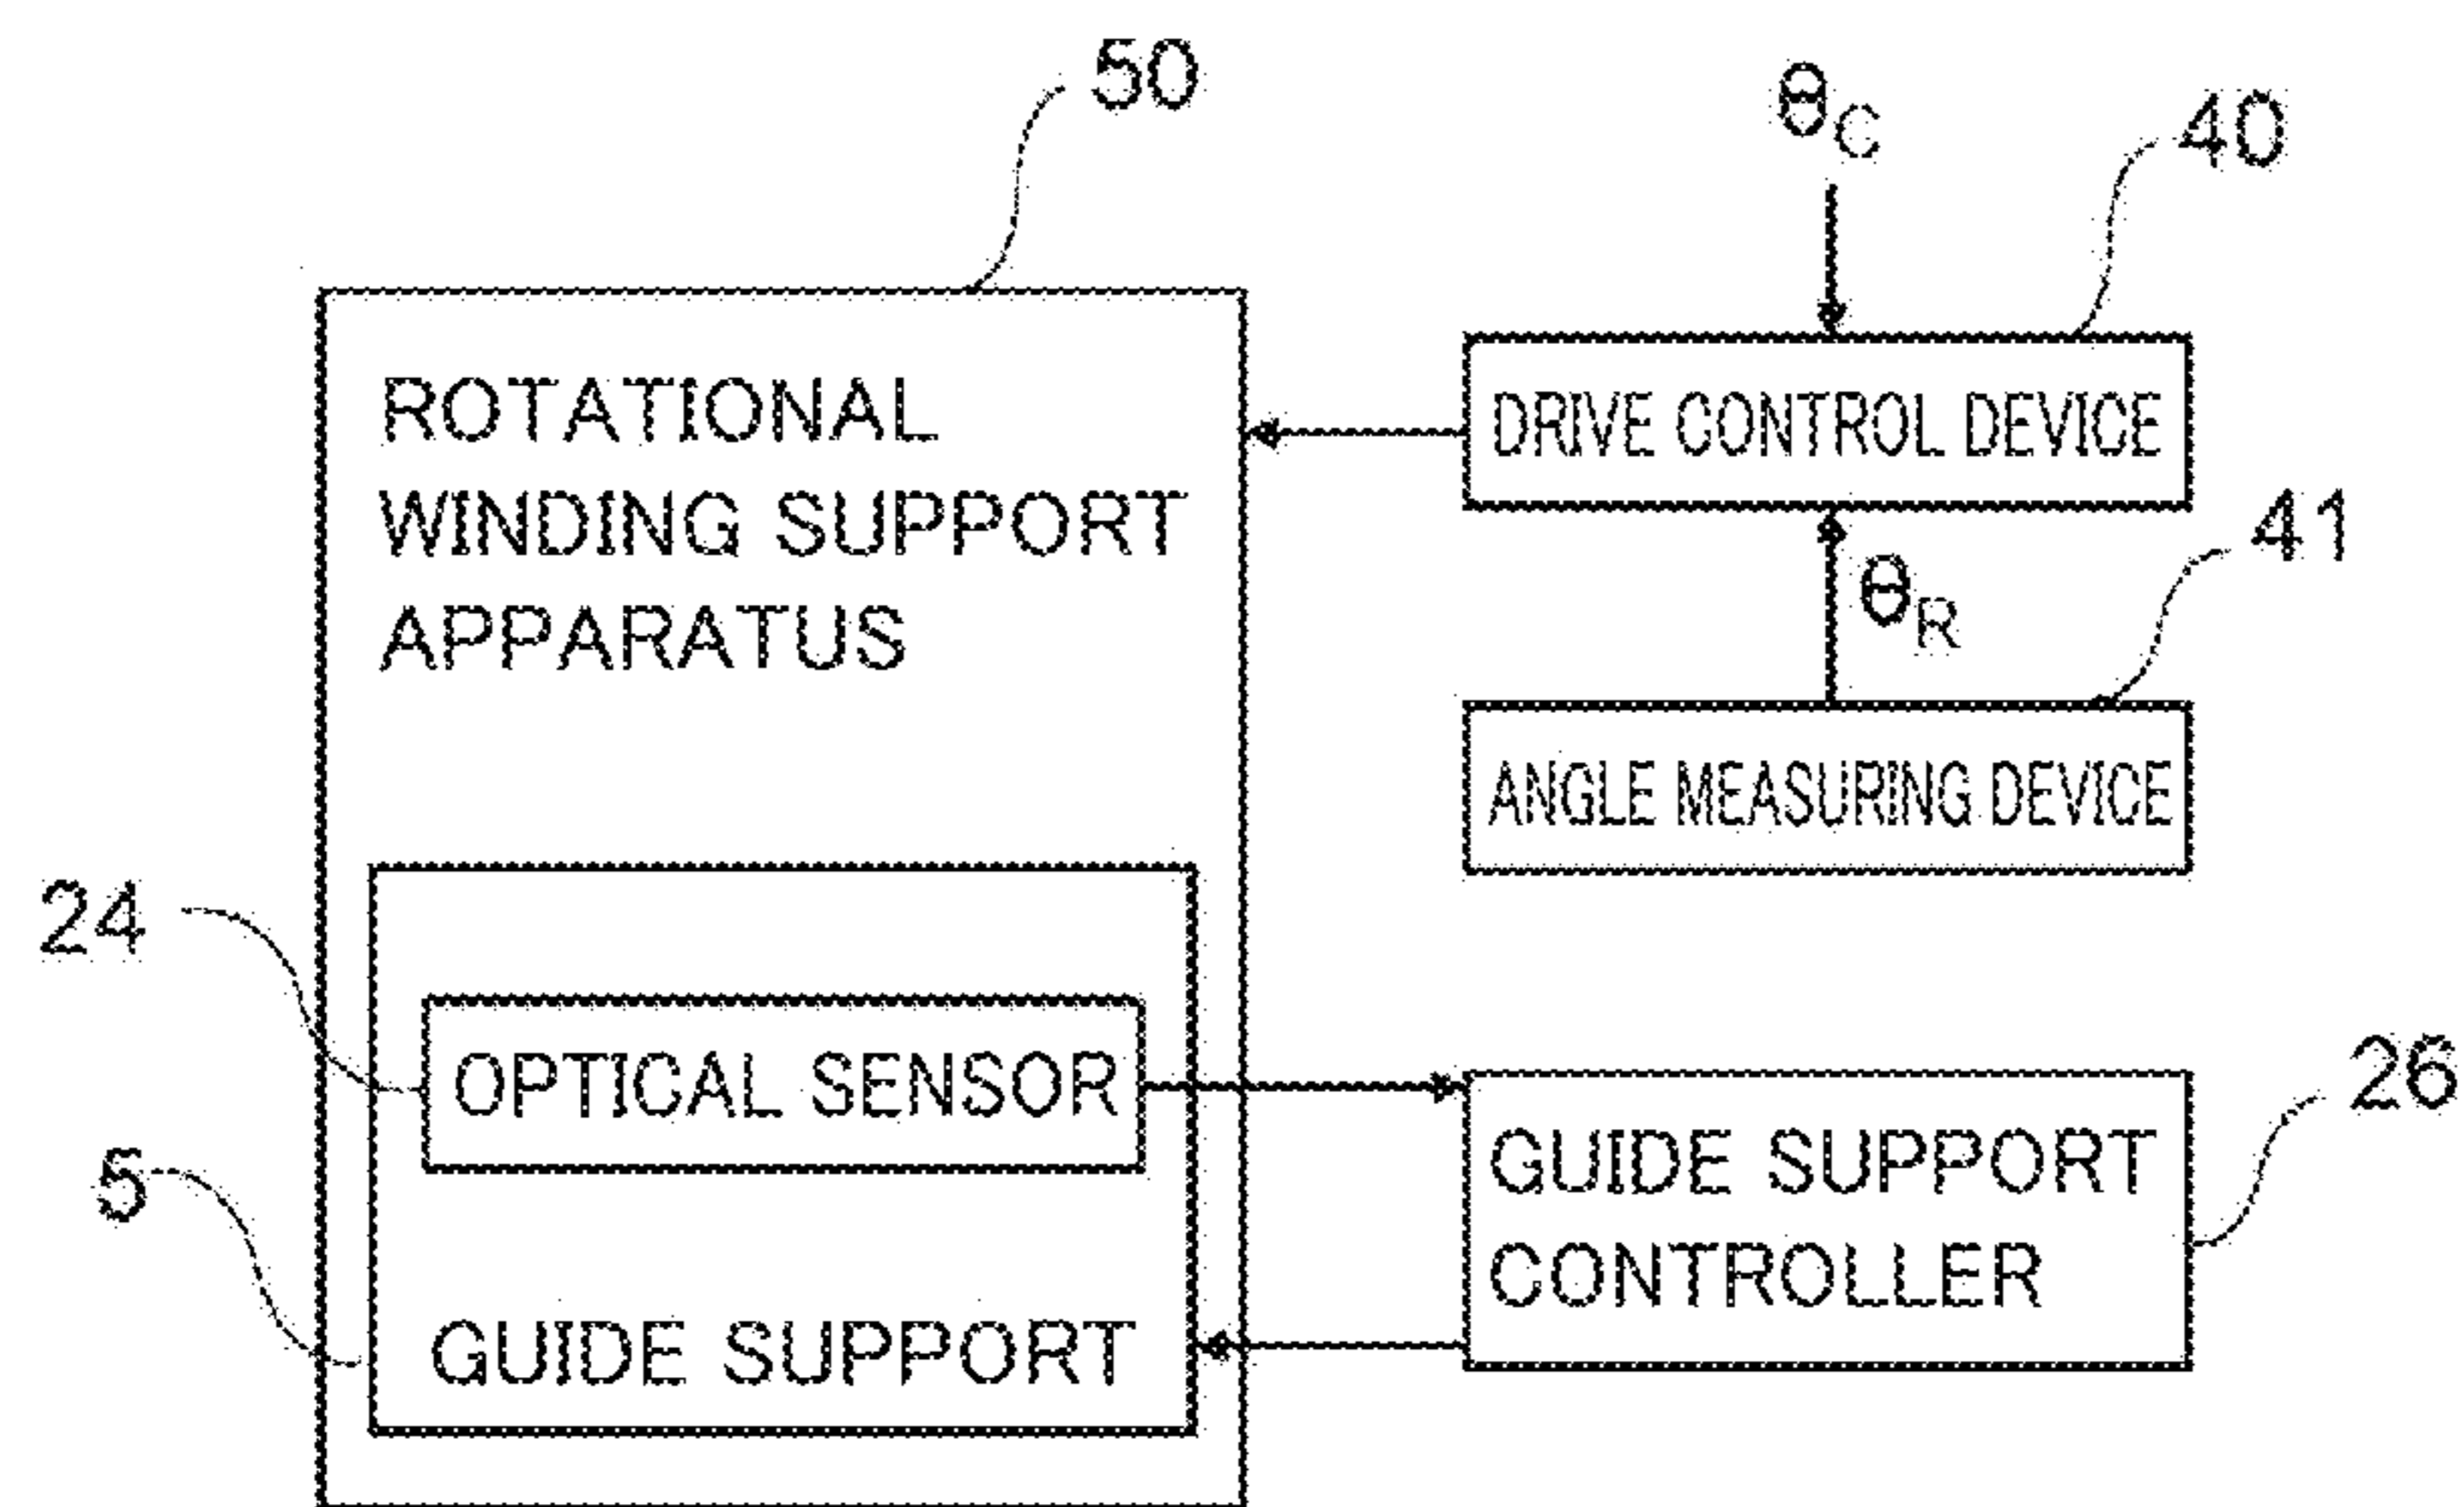 50
θC
40
ROTATIONAL
WINDING SUPPORT
APPARATUS
DRIVE CONTROL DEVICE
41
θR
ANGLE MEASURING DEVICE
24
OPTICAL SENSOR
26
5
GUIDE SUPPORT
GUIDE SUPPORT
CONTROLLER